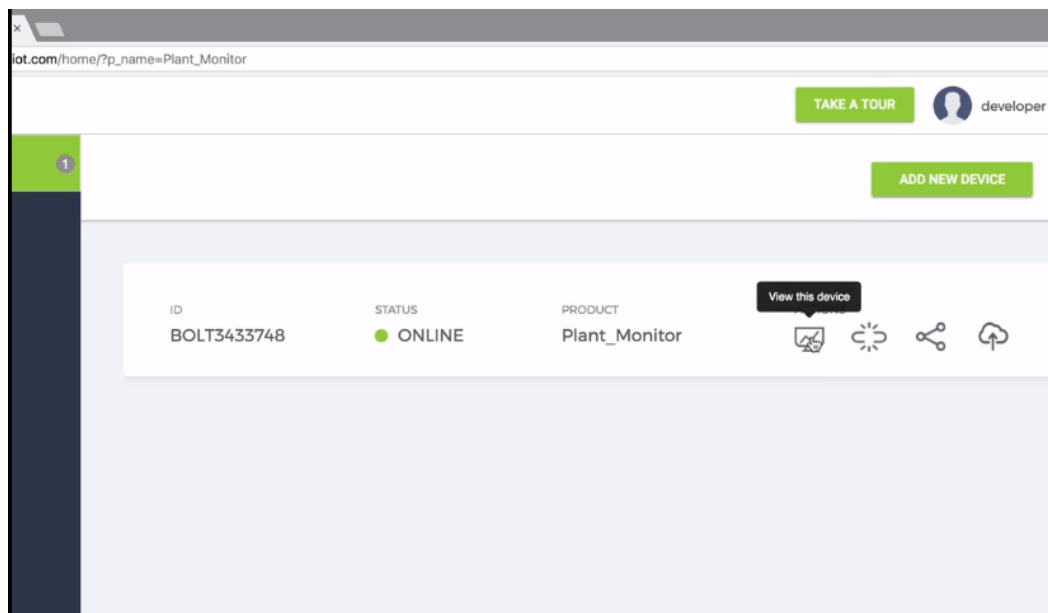 ×
iot.com/home/?p_name=Plant_Monitor
TAKE A TOUR
developer
1
ADD NEW DEVICE
View this device
ID
STATUS
PRODUCT
BOLT3433748
ONLINE
Plant_Monitor